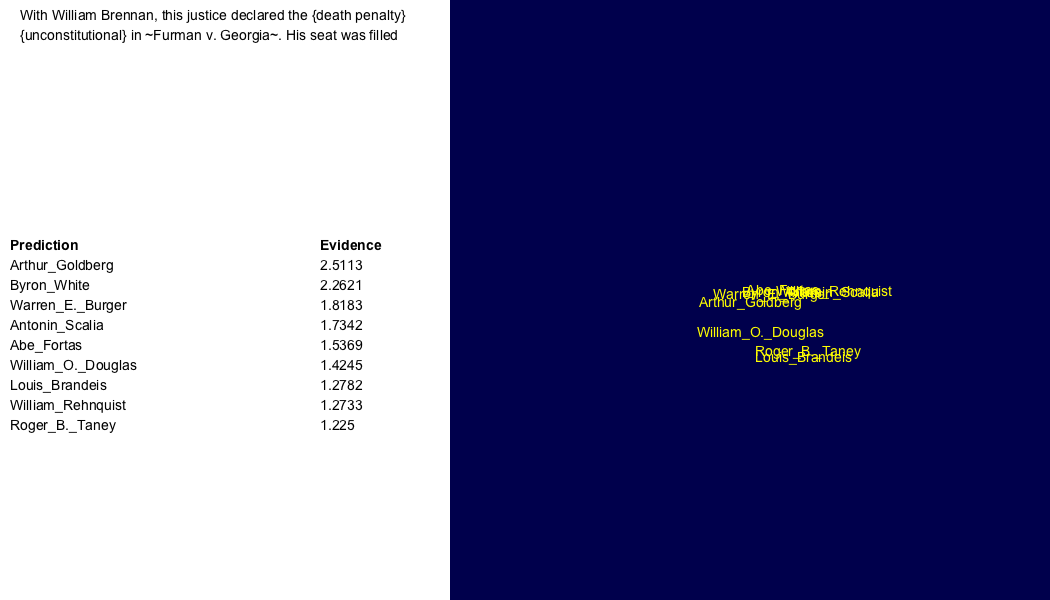 With William Brennan, this justice declared the {death penalty}
{unconstitutional} in ~Furman v. Georgia~. His seat was filled
Prediction Evidence
Arthur_Goldberg 2.5113
Byron_White 2.2621
Warren_E._Burger 1.8183
Antonin_Scalia 1.7342
Abe_Fortas 1.5369
William_O._Douglas 1.4245
Louis_Brandeis 1.2782
William_Rehnquist 1.2733
Roger_B._Taney 1.225
Abe_Fortas
Rehnquist
Warren_E._Burger
Scalia
Arthur_Goldberg
William_O._Douglas
Roger_B._Taney
Louis_Brandeis